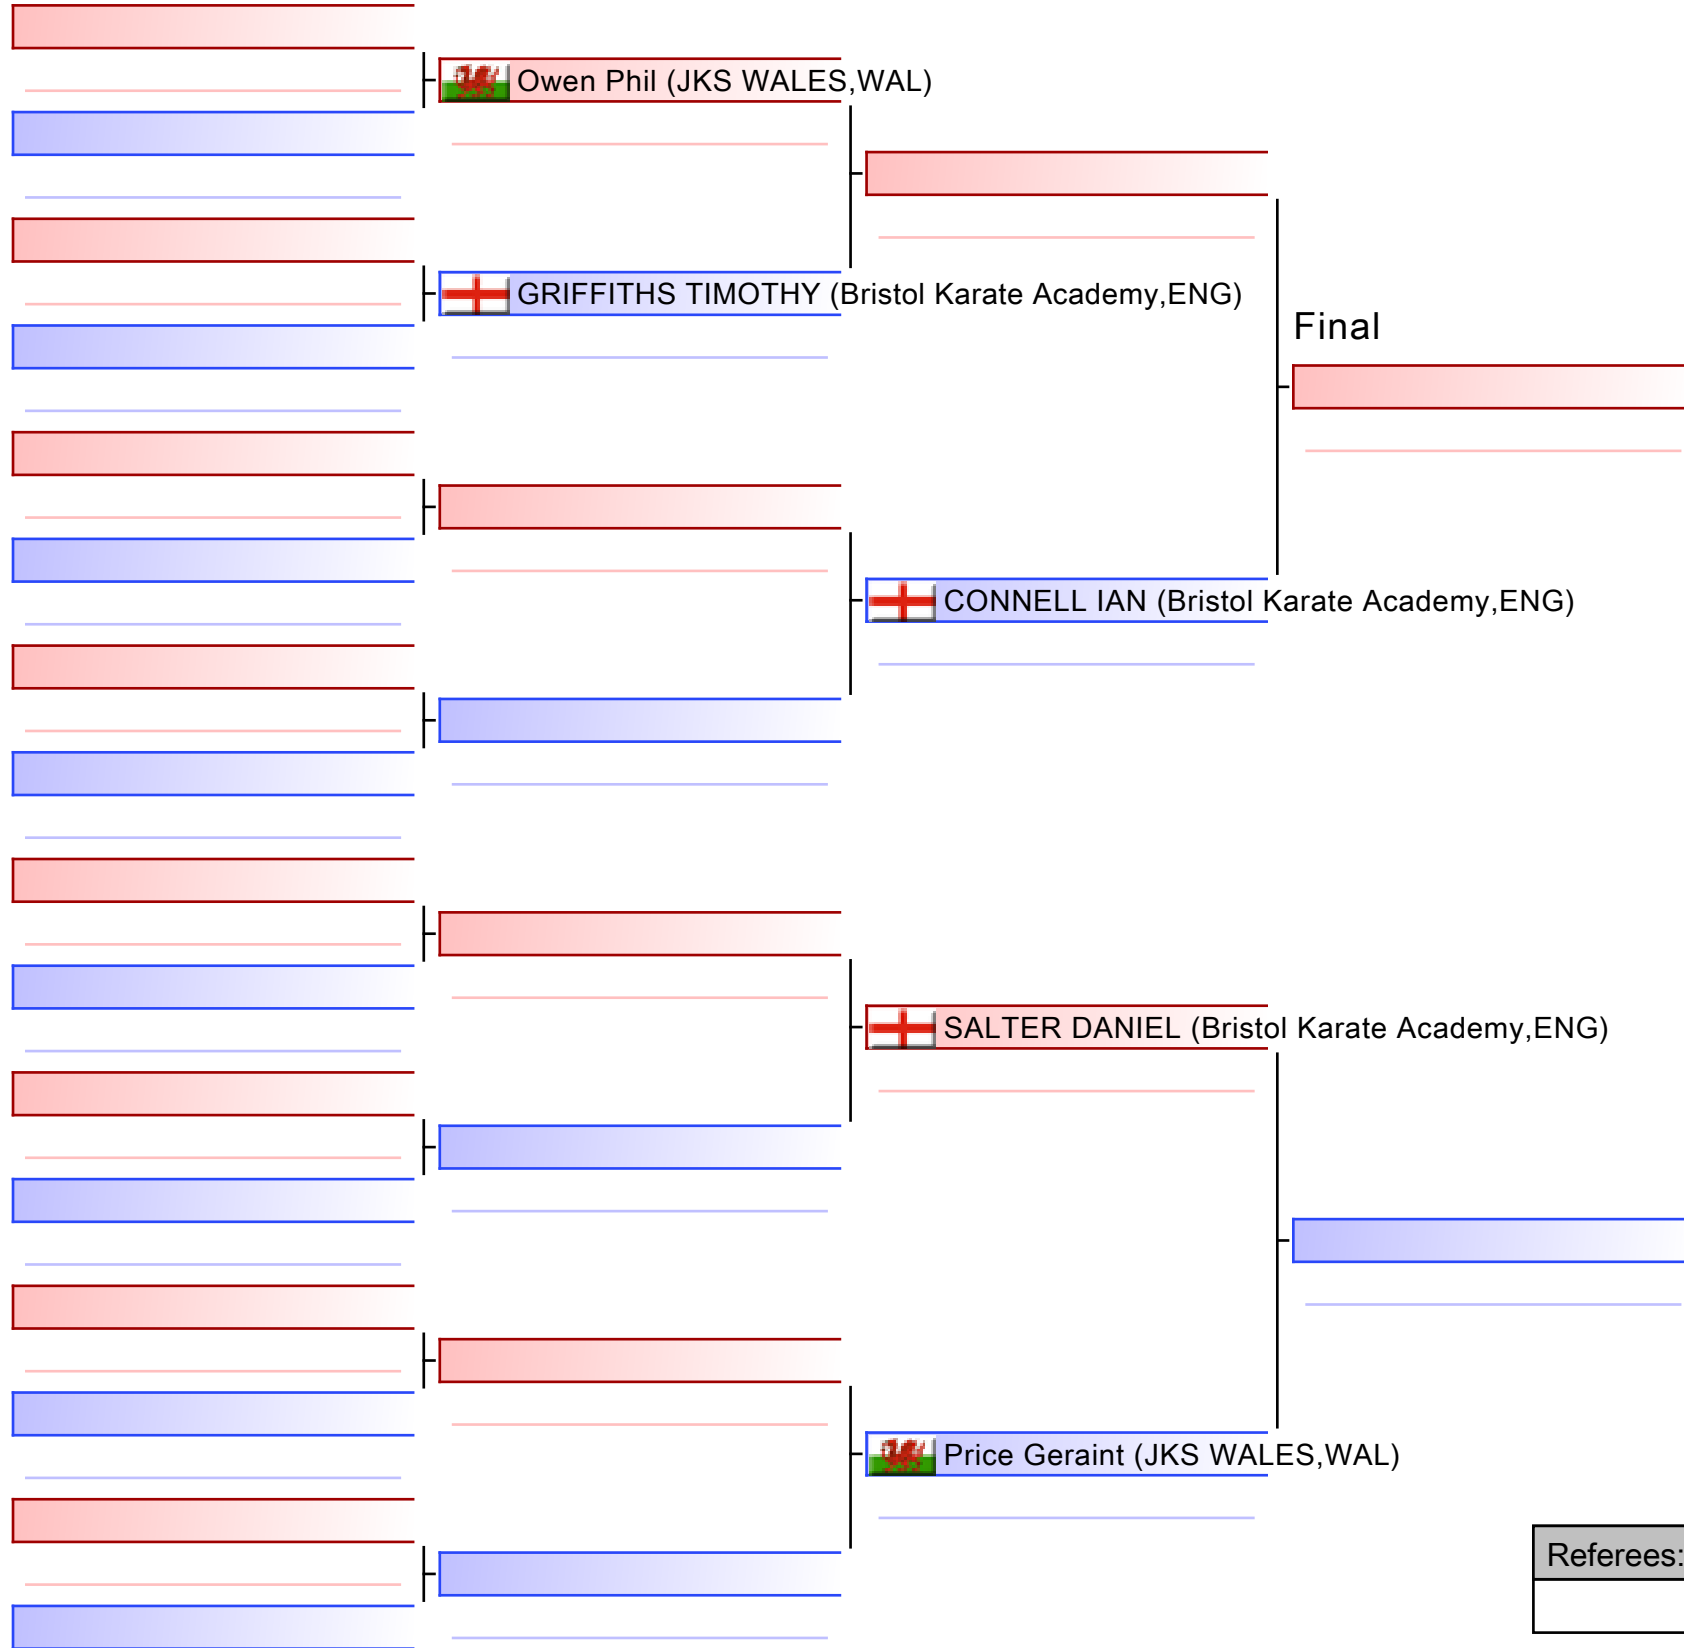 Owen Phil (JKS WALES,WAL)
GRIFFITHS TIMOTHY (Bristol Karate Academy,ENG)
Final
CONNELL IAN (Bristol Karate Academy,ENG)
SALTER DANIEL (Bristol Karate Academy,ENG)
Price Geraint (JKS WALES,WAL)
Referees: